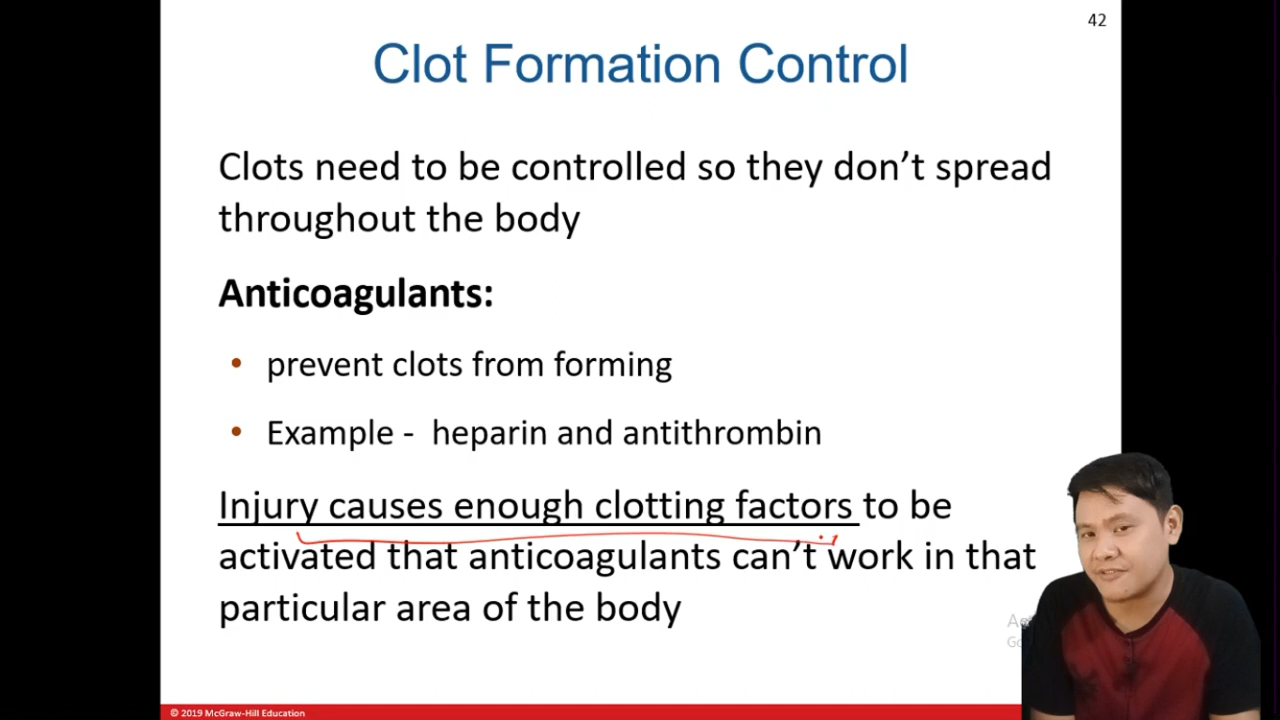 42
Clot Formation Control
Clots need to be controlled so they don’t spread
throughout the body
Anticoagulants:
• prevent clots from forming
• Example - heparin and antithrombin
Injury causes enough clotting factors to be
activated that anticoagulants can’t work in that
particular area of the body
© 2019 McGraw-Hill Education